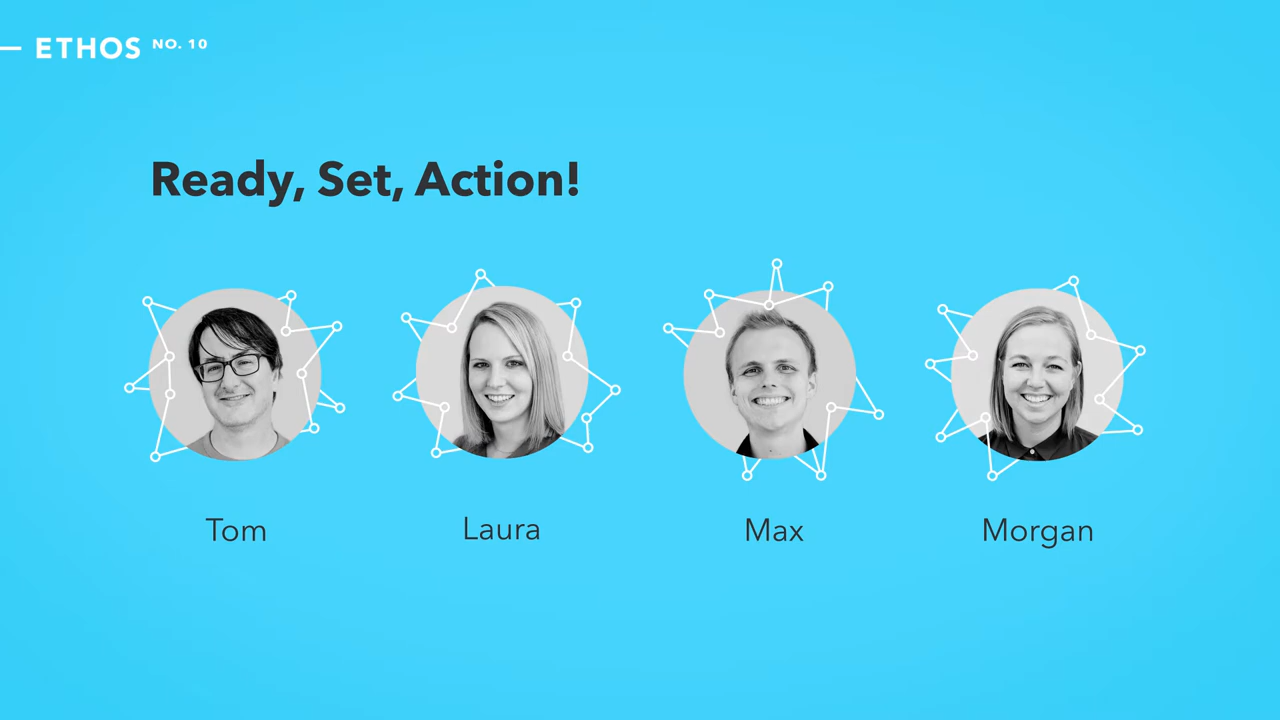 ETHOS NO. 10
Ready, Set, Action!
Tom
Laura
Max
Morgan